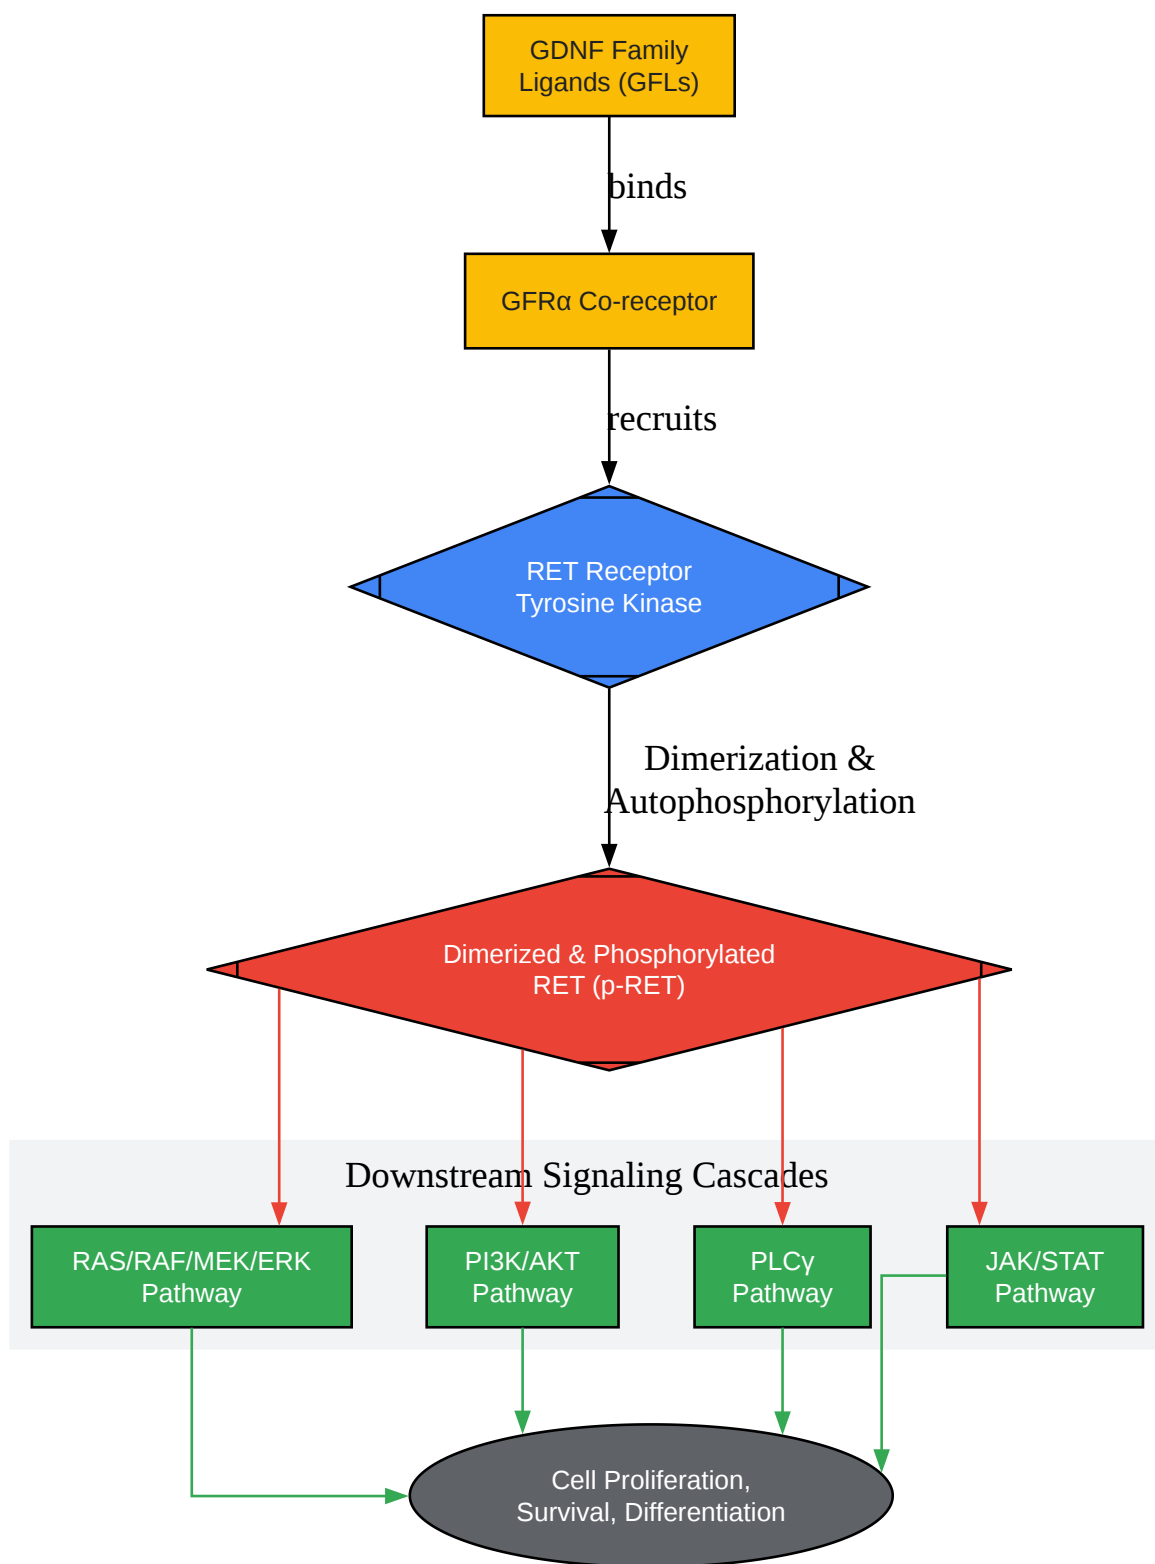 GDNF Family
Ligands (GFLs)
binds
GFRα Co-receptor
recruits
RET Receptor
Tyrosine Kinase
Dimerization &
Autophosphorylation
Dimerized & Phosphorylated
RET (p-RET)
Downstream Signaling Cascades
RAS/RAF/MEK/ERK
Pathway
PI3K/AKT
Pathway
PLCγ
Pathway
JAK/STAT
Pathway
Cell Proliferation,
Survival, Differentiation